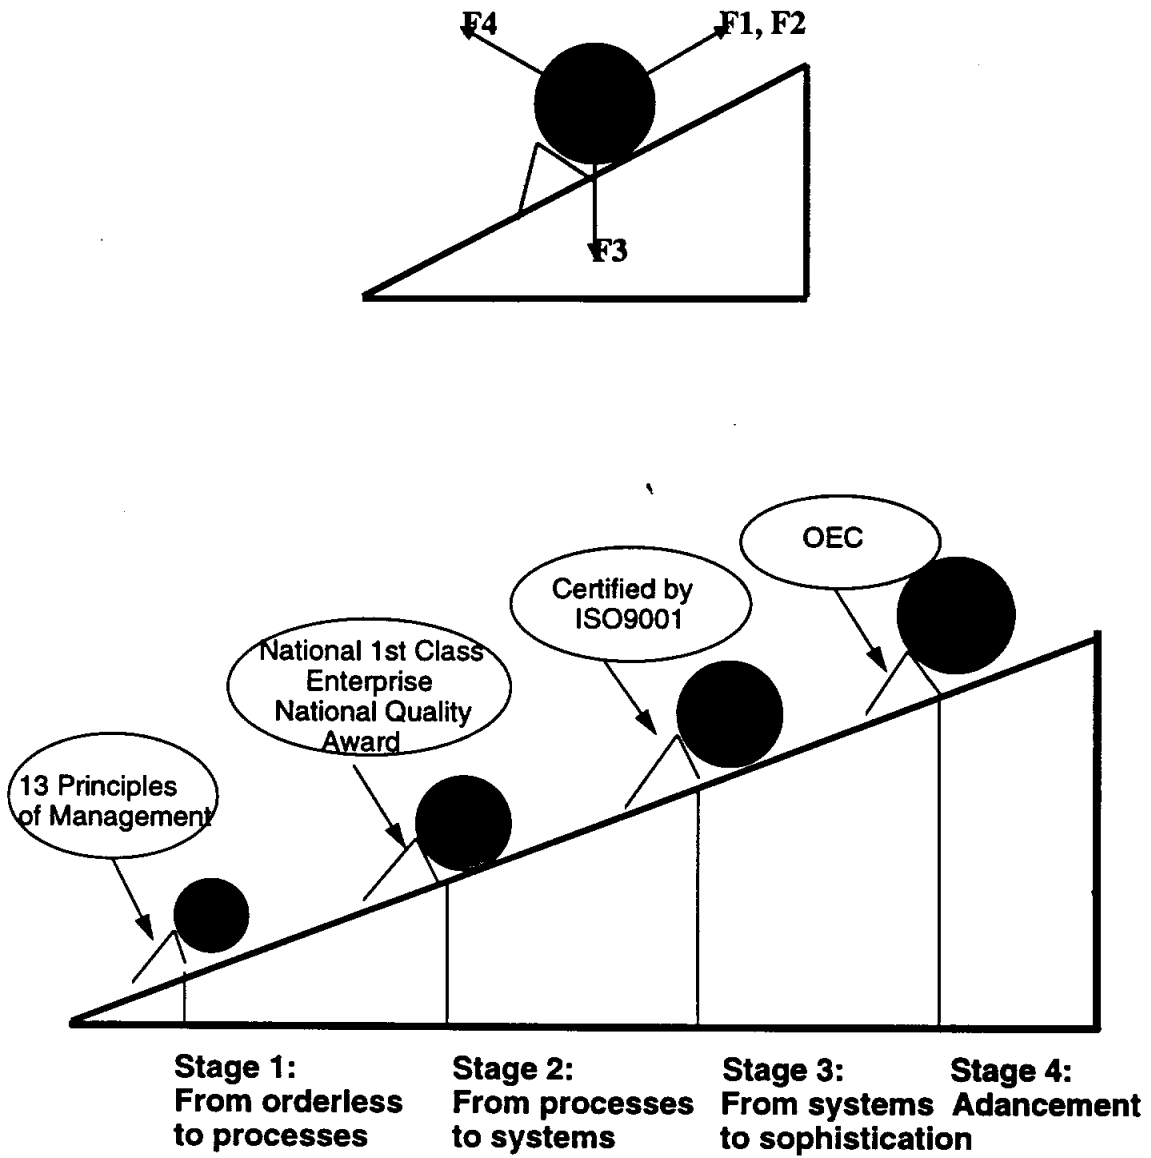 F4
F1, F2
F3
OEC
Certified by
ISO9001
National 1st Class
Enterprise
National Quality
Award
13 Principles
of Management
Stage 1:
From orderless
to processes
Stage 2:
From processes
to systems
Stage 3:
From systems
to sophistication
Stage 4:
Adancement